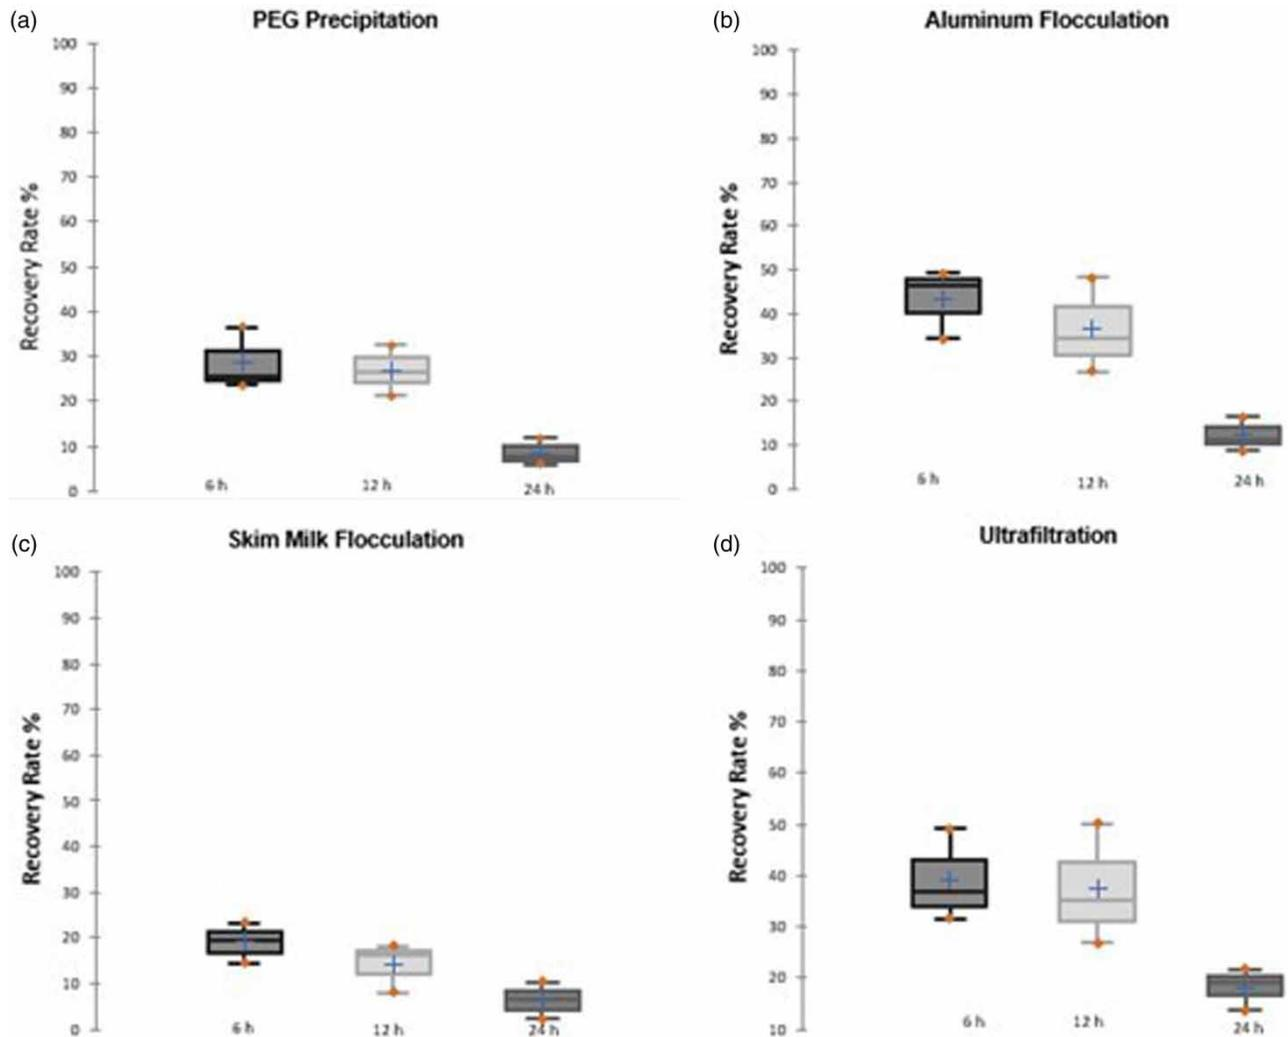 (a)
PEG Precipitation
100
90
80
70
60
50
40
30
20
10
0
Recovery Rate %
6 h
12 h
24 h
(b)
Aluminum Flocculation
100
90
80
70
60
50
40
30
20
10
0
Recovery Rate %
6 h
12 h
24 h
(c)
Skim Milk Flocculation
100
90
80
70
60
50
40
30
20
10
0
Recovery Rate %
6 h
12 h
24 h
(d)
Ultrafiltration
100
90
80
70
60
50
40
30
20
10
Recovery Rate %
6 h
12 h
24 h